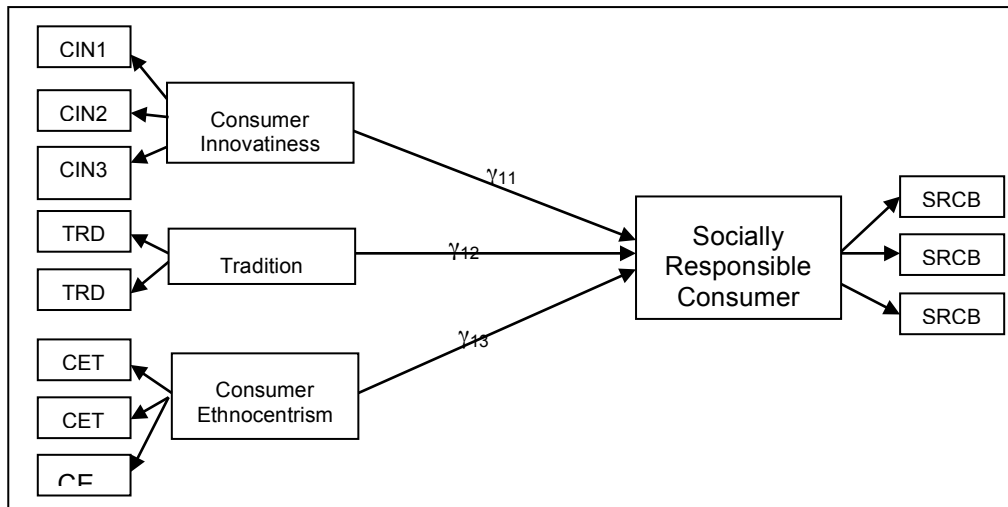 CIN1
CIN2
CIN3
Consumer
Innovatiness
γ11
TRD
TRD
Tradition
γ12
CET
CET
CE
Consumer
Ethnocentrism
γ13
Socially
Responsible
Consumer
SRCB
SRCB
SRCB